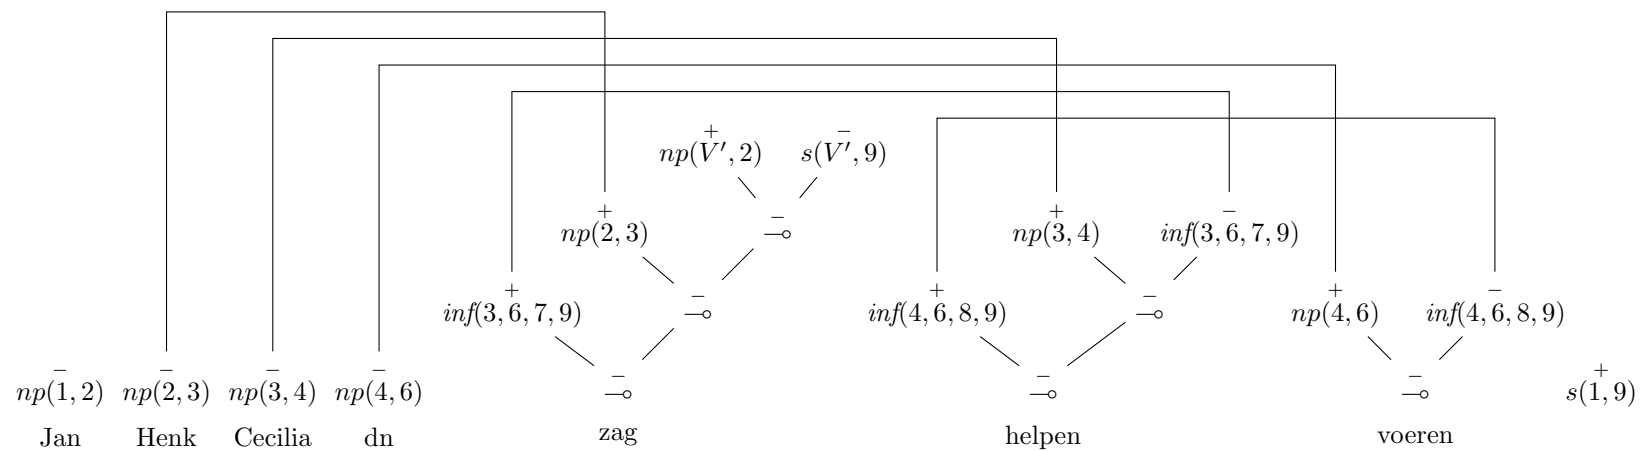 + −
np(V′, 2) s(V′, 9)
+ − + −
np(2, 3) ⊸ np(3, 4) inf(3, 6, 7, 9)
+ − + − + −
inf(3, 6, 7, 9) ⊸ inf(4, 6, 8, 9) ⊸ np(4, 6) inf(4, 6, 8, 9)
− − − − − − − +
np(1, 2) np(2, 3) np(3, 4) np(4, 6) ⊸ ⊸ ⊸ s(1, 9)
Jan Henk Cecilia dn zag helpen voeren